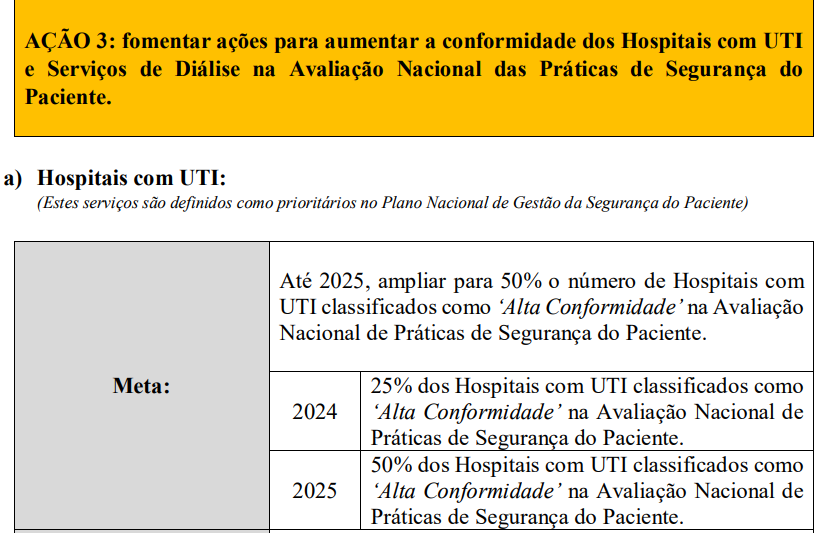 AÇÃO 3: fomentar ações para aumentar a conformidade dos Hospitais com UTI
e Serviços de Diálise na Avaliação Nacional das Práticas de Segurança do
Paciente.
a) Hospitais com UTI:
(Estes serviços são definidos como prioritários no Plano Nacional de Gestão da Segurança do Paciente)
Meta:
Até 2025, ampliar para 50% o número de Hospitais com
UTI classificados como ‘Alta Conformidade’ na Avaliação
Nacional de Práticas de Segurança do Paciente.
2024
25% dos Hospitais com UTI classificados como
‘Alta Conformidade’ na Avaliação Nacional de
Práticas de Segurança do Paciente.
2025
50% dos Hospitais com UTI classificados como
‘Alta Conformidade’ na Avaliação Nacional de
Práticas de Segurança do Paciente.